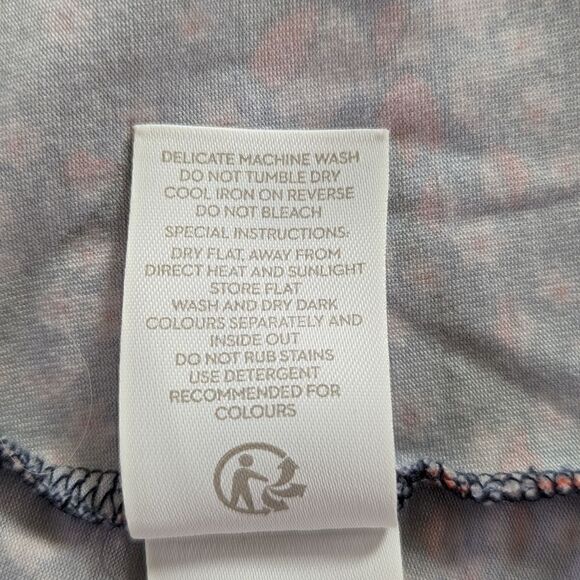 DELICATE MACHINE WASH
DO NOT TUMBLE DRY
COOL IRON ON REVERSE
DO NOT BLEACH
SPECIAL INSTRUCTIONS:
DRY FLAT, AWAY FROM
DIRECT HEAT AND SUNLIGHT
STORE FLAT
WASH AND DRY DARK
COLOURS SEPARATELY AND
INSIDE OUT
DO NOT RUB STAINS
USE DETERGENT
RECOMMENDED FOR
COLOURS